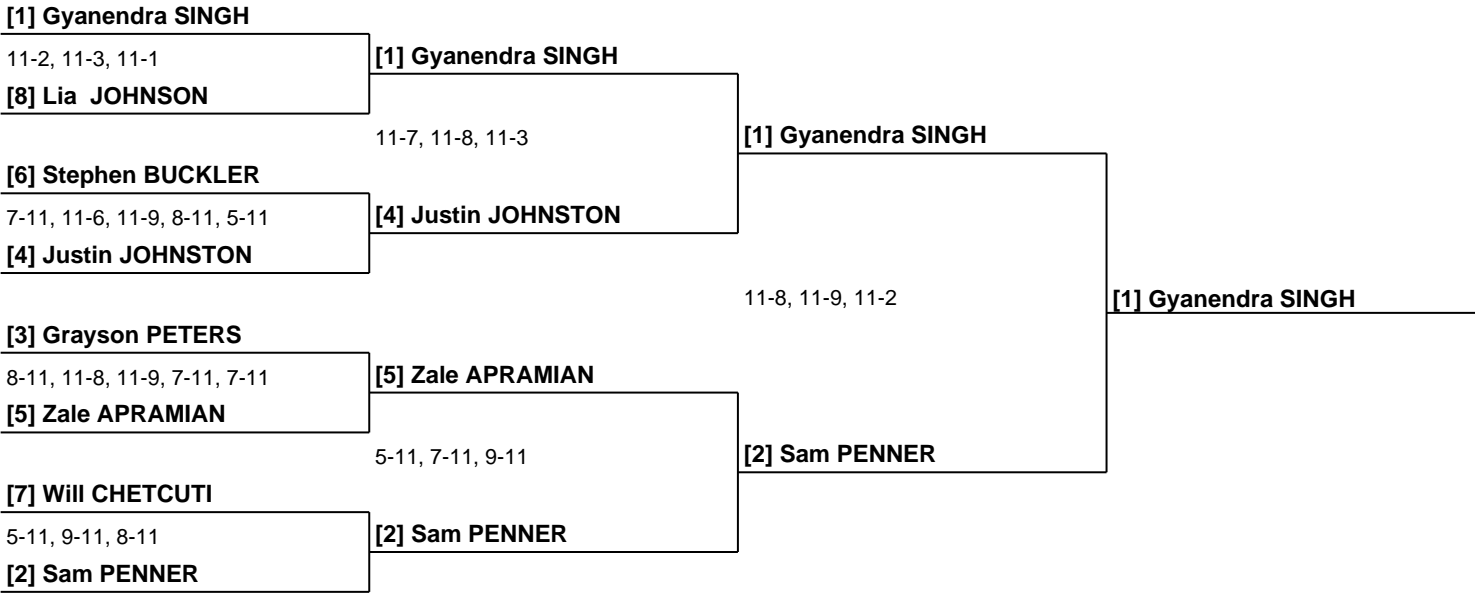 [1] Gyanendra SINGH
11-2, 11-3, 11-1
[1] Gyanendra SINGH
[8] Lia  JOHNSON
11-7, 11-8, 11-3
[1] Gyanendra SINGH
[6] Stephen BUCKLER
7-11, 11-6, 11-9, 8-11, 5-11
[4] Justin JOHNSTON
[4] Justin JOHNSTON
11-8, 11-9, 11-2
[1] Gyanendra SINGH
[3] Grayson PETERS
8-11, 11-8, 11-9, 7-11, 7-11
[5] Zale APRAMIAN
[5] Zale APRAMIAN
5-11, 7-11, 9-11
[2] Sam PENNER
[7] Will CHETCUTI
5-11, 9-11, 8-11
[2] Sam PENNER
[2] Sam PENNER